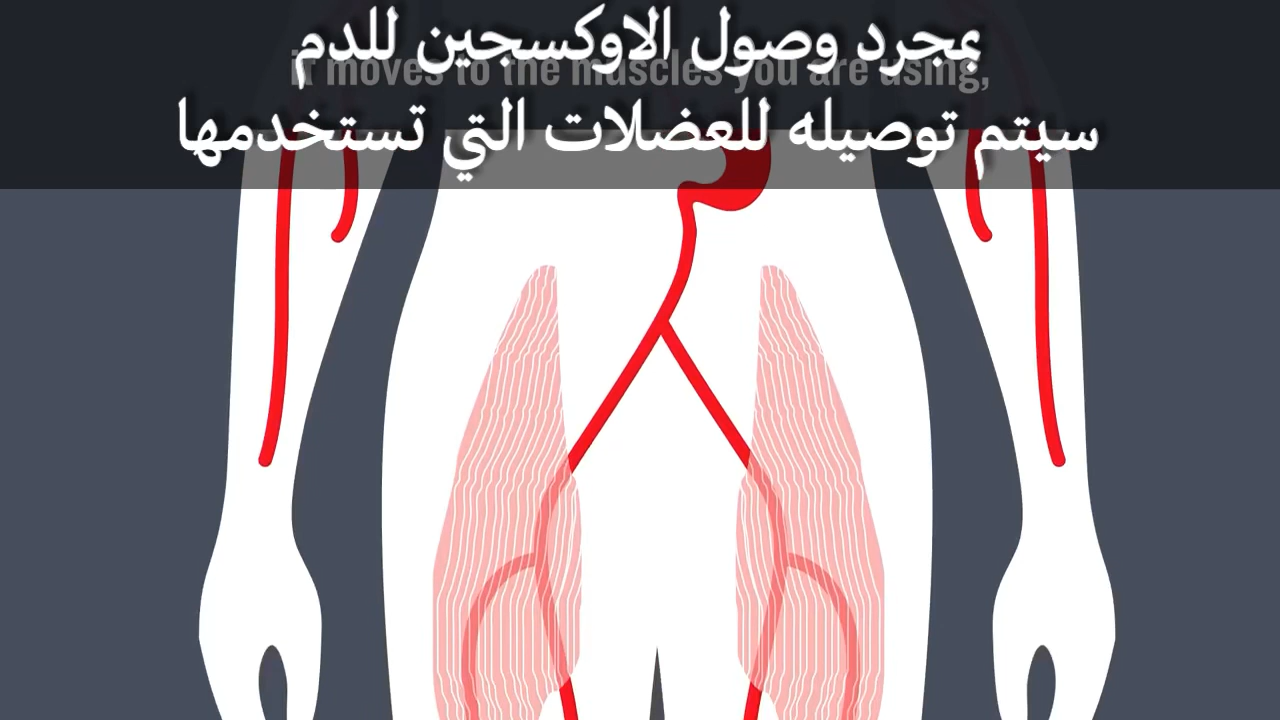 بمجرد وصول الاوكسجين للدم
it moves to the muscles you are using,
سيتم توصيله للعضلات التي تستخدمها